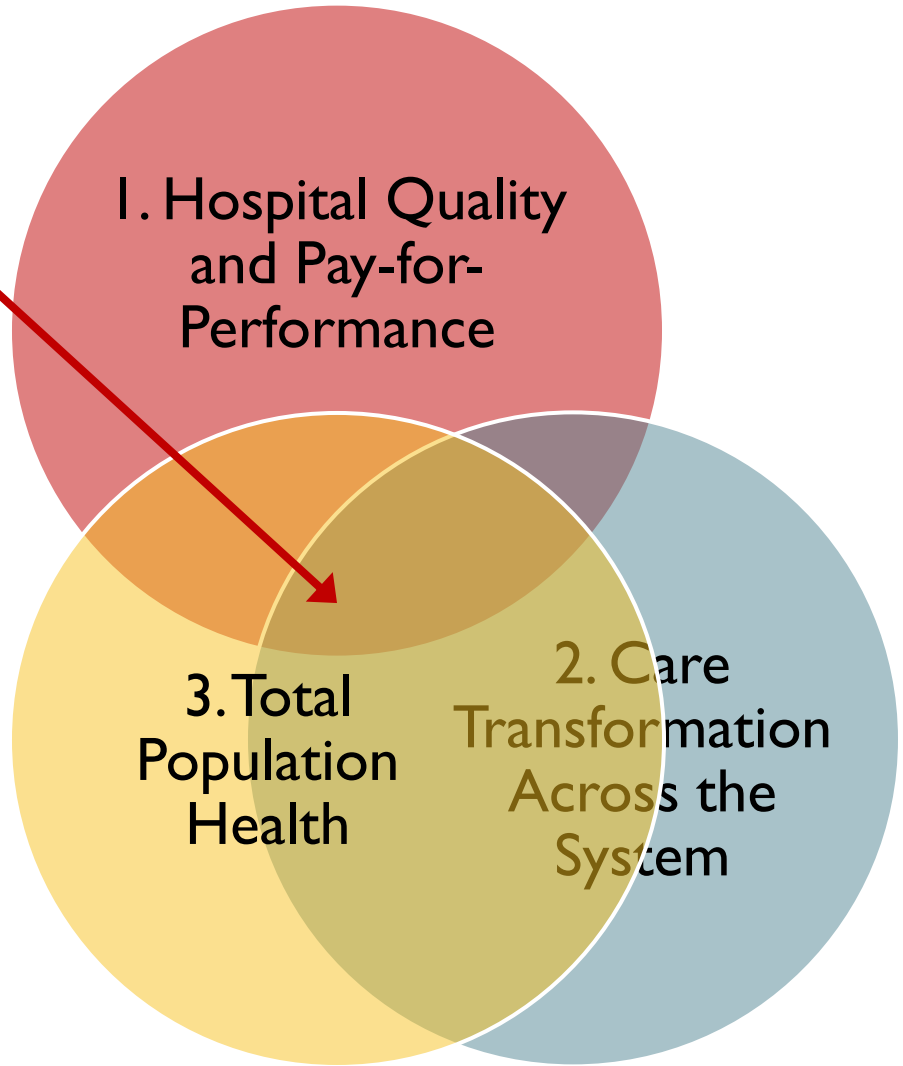 1. Hospital Quality
and Pay-for-
Performance
2. Care
Transformation
Across the
System
3. Total
Population
Health